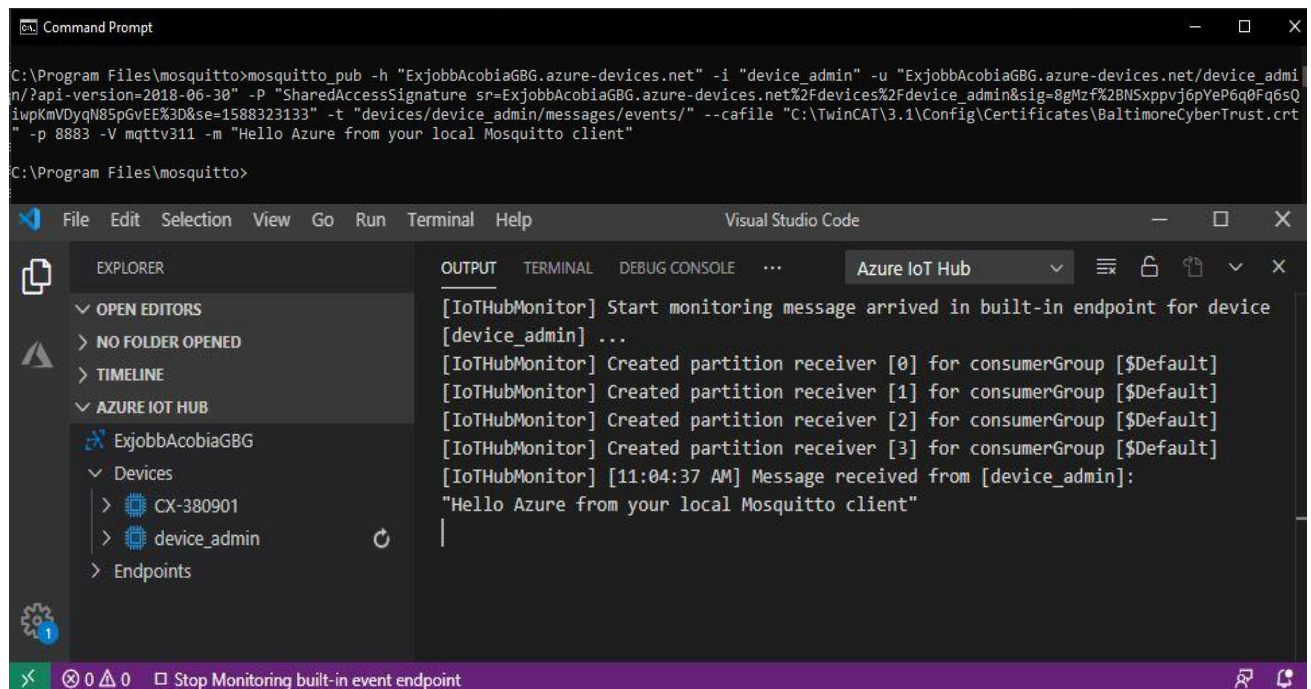 Command Prompt
C:\Program Files\mosquitto>mosquitto_pub -h "ExjobbAcobiaGBG.azure-devices.net" -i "device_admin" -u "ExjobbAcobiaGBG.azure-devices.net/device_admi
n/?api-version=2018-06-30" -P "SharedAccessSignature sr=ExjobbAcobiaGBG.azure-devices.net%2Fdevices%2Fdevice_admin&sig=8gMzf%2BNSxppvj6pYeP6q0Fq6sQ
iwpKmVDyqN85pGvEE%3D&se=1588323133" -t "devices/device_admin/messages/events/" --cafile "C:\TwinCAT\3.1\Config\Certificates\BaltimoreCyberTrust.crt
" -p 8883 -V mqttv311 -m "Hello Azure from your local Mosquitto client"
C:\Program Files\mosquitto>
File Edit Selection View Go Run Terminal Help Visual Studio Code
EXPLORER
OPEN EDITORS
NO FOLDER OPENED
TIMELINE
AZURE IOT HUB
ExjobbAcobiaGBG
Devices
CX-380901
device_admin
Endpoints
1
OUTPUT TERMINAL DEBUG CONSOLE ... Azure IoT Hub
[IoTHubMonitor] Start monitoring message arrived in built-in endpoint for device
[device_admin] ...
[IoTHubMonitor] Created partition receiver [0] for consumerGroup [$Default]
[IoTHubMonitor] Created partition receiver [1] for consumerGroup [$Default]
[IoTHubMonitor] Created partition receiver [2] for consumerGroup [$Default]
[IoTHubMonitor] Created partition receiver [3] for consumerGroup [$Default]
[IoTHubMonitor] [11:04:37 AM] Message received from [device_admin]:
"Hello Azure from your local Mosquitto client"
0 0 Stop Monitoring built-in event endpoint